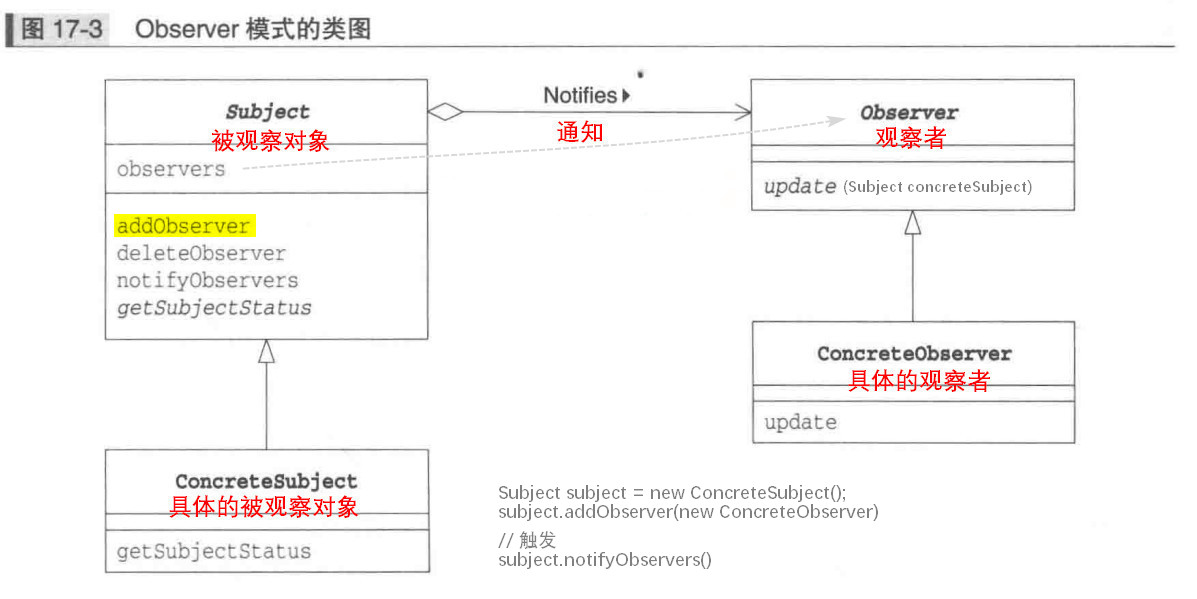 图 17-3 Observer 模式的类图
Subject
被观察对象
observers
addObserver
deleteObserver
notifyObservers
getSubjectStatus
Notifies
通知
Observer
观察者
update (Subject concreteSubject)
ConcreteSubject
具体的被观察对象
getSubjectStatus
ConcreteObserver
具体的观察者
update
Subject subject = new ConcreteSubject();
subject.addObserver(new ConcreteObserver)
// 触发
subject.notifyObservers()